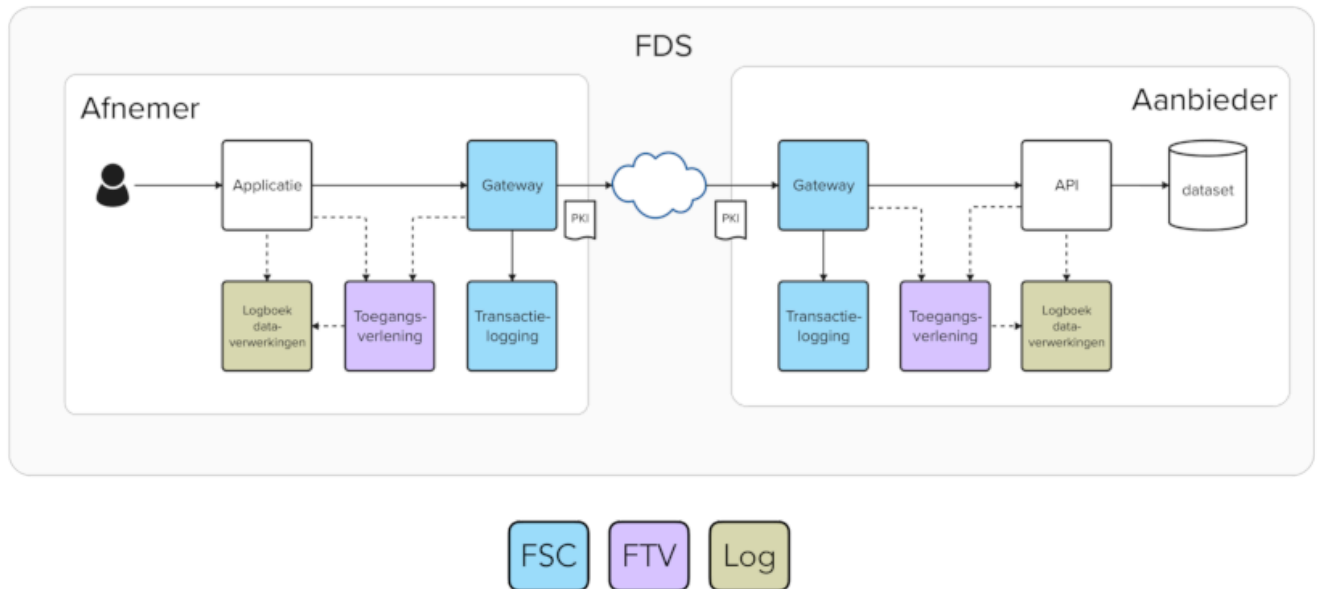 FDS
Afnemer
Aanbieder
Applicatie
Gateway
PKI
PKI
Gateway
API
dataset
Logboek
data-
verwerkingen
Toegangs-
verlening
Transactie-
logging
Transactie-
logging
Toegangs-
verlening
Logboek
data-
verwerkingen
FSC
FTV
Log